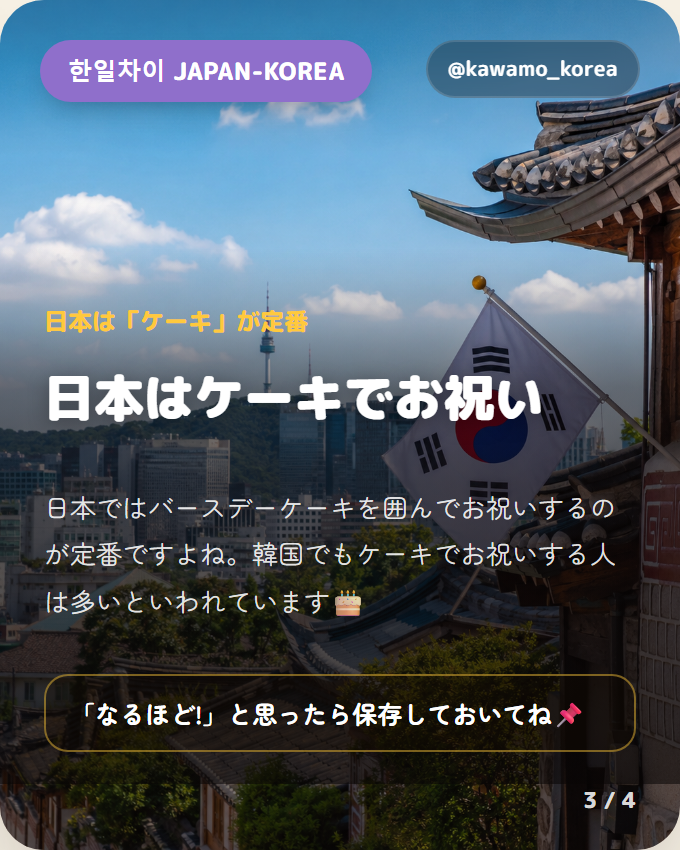 한일차이 JAPAN-KOREA
@kawamo_korea
日本は「ケーキ」が定番
日本はケーキでお祝い
日本ではバースデーケーキを囲んでお祝いするの
が定番ですよね。韓国でもケーキでお祝いする人
は多いといわれています🎂
「なるほど!」と思ったら保存しておいてね📌
3 / 4